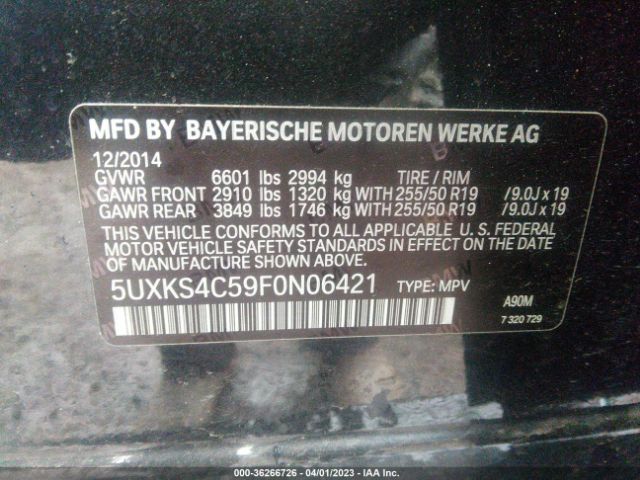 MFD BY BAYERISCHE MOTOREN WERKE AG
12/2014
GVWR 6601 lbs 2994 kg TIRE / RIM
GAWR FRONT 2910 lbs 1320 kg WITH 255/50 R19 /9.0J x 19
GAWR REAR 3849 lbs 1746 kg WITH 255/50 R19 /9.0J x 19
THIS VEHICLE CONFORMS TO ALL APPLICABLE U. S. FEDERAL
MOTOR VEHICLE SAFETY STANDARDS IN EFFECT ON THE DATE
OF MANUFACTURE SHOWN ABOVE.
5UXKS4C59F0N06421 TYPE: MPV
A90M
7 320 729
000-36266726 - 04/01/2023 - IAA Inc.